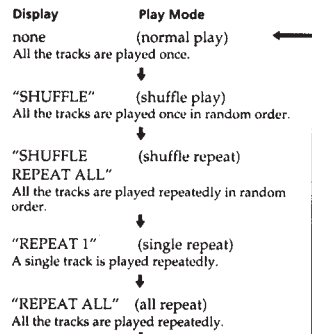 Display Play Mode
none (normal play)
All the tracks are played once.
"SHUFFLE" (shuffle play)
All the tracks are played once in random order.
"SHUFFLE (shuffle repeat)
REPEAT ALL"
All the tracks are played repeatedly in random
order.
"REPEAT 1" (single repeat)
A single track is played repeatedly.
"REPEAT ALL" (all repeat)
All the tracks are played repeatedly.